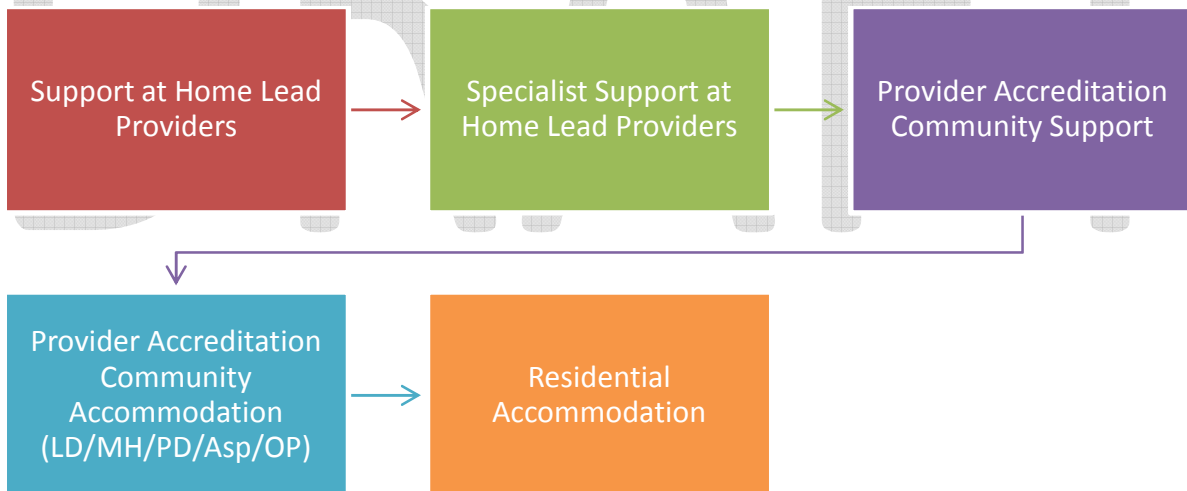 Support at Home Lead
Providers
Specialist Support at
Home Lead Providers
Provider Accreditation
Community Support
Provider Accreditation
Community
Accommodation
(LD/MH/PD/Asp/OP)
Residential
Accommodation